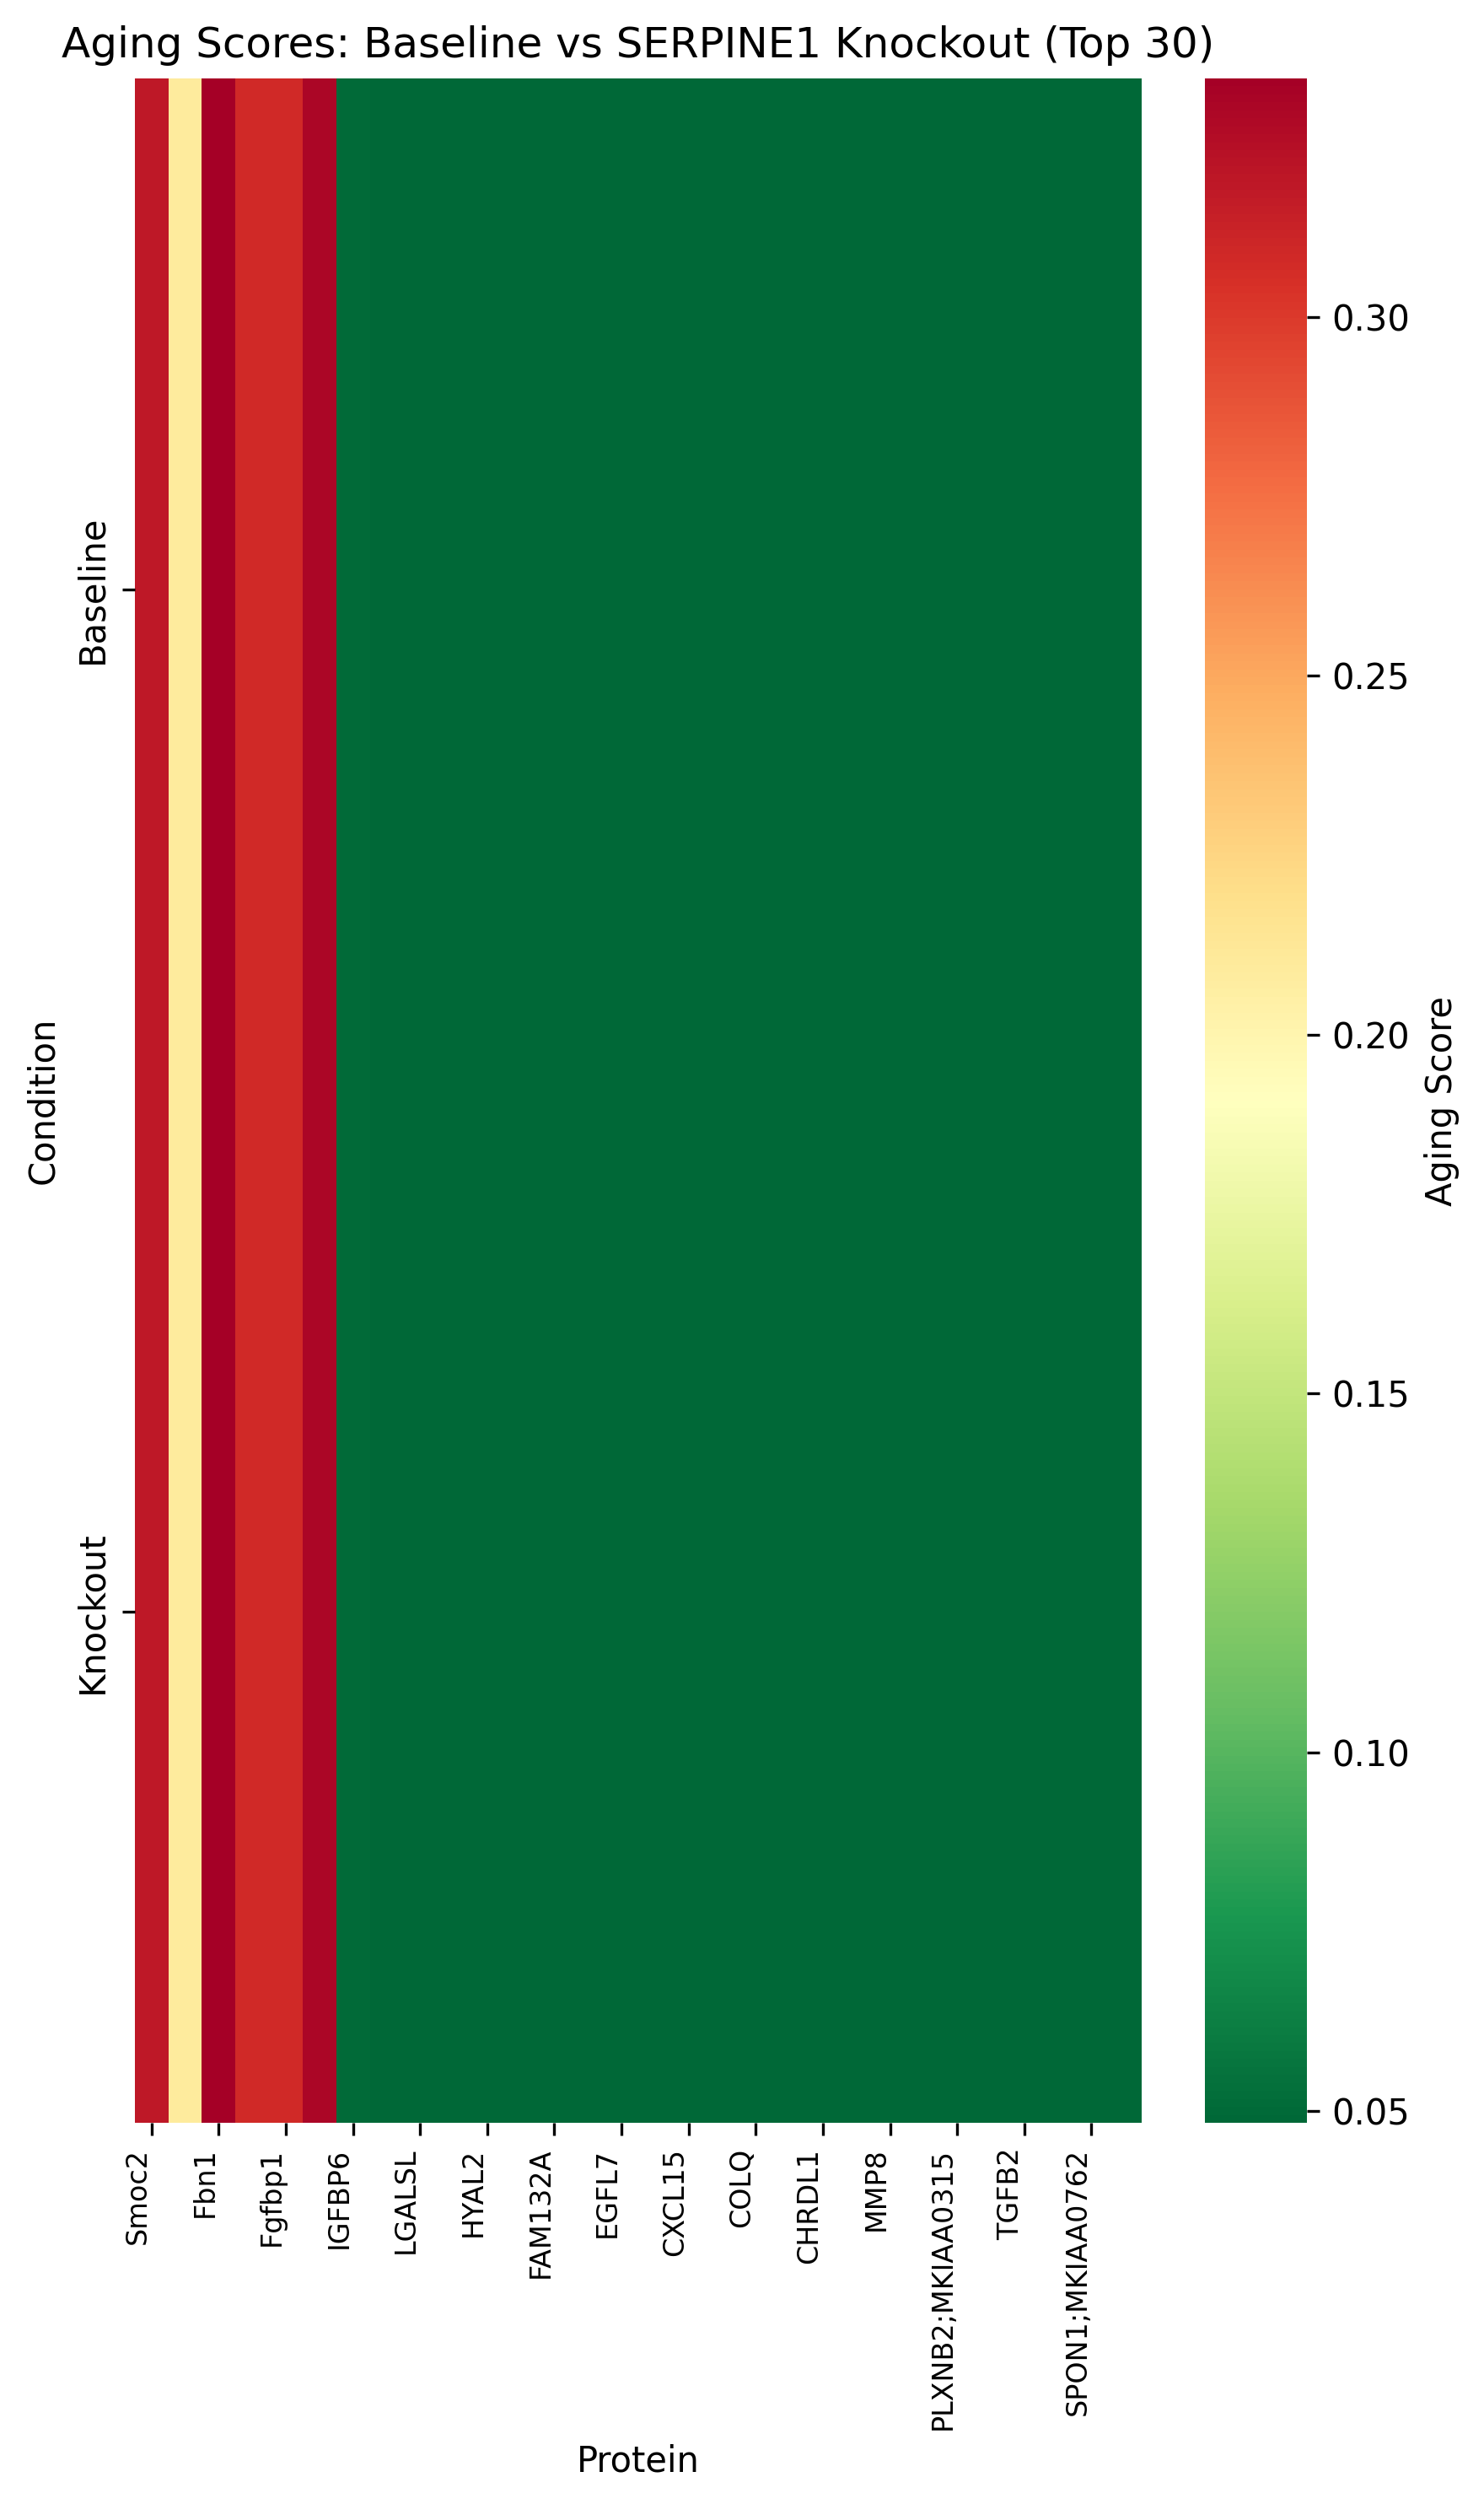 Aging Scores: Baseline vs SERPINE1 Knockout (Top 30)
Condition
Baseline
Knockout
Smoc2
Fbn1
Fgfbp1
IGFBP6
LGALSL
HYAL2
FAM132A
EGFL7
CXCL15
COLQ
CHRDL1
MMP8
PLXNB2;MKIAA0315
TGFB2
SPON1;MKIAA0762
Protein
0.30
0.25
0.20
0.15
0.10
0.05
Aging Score